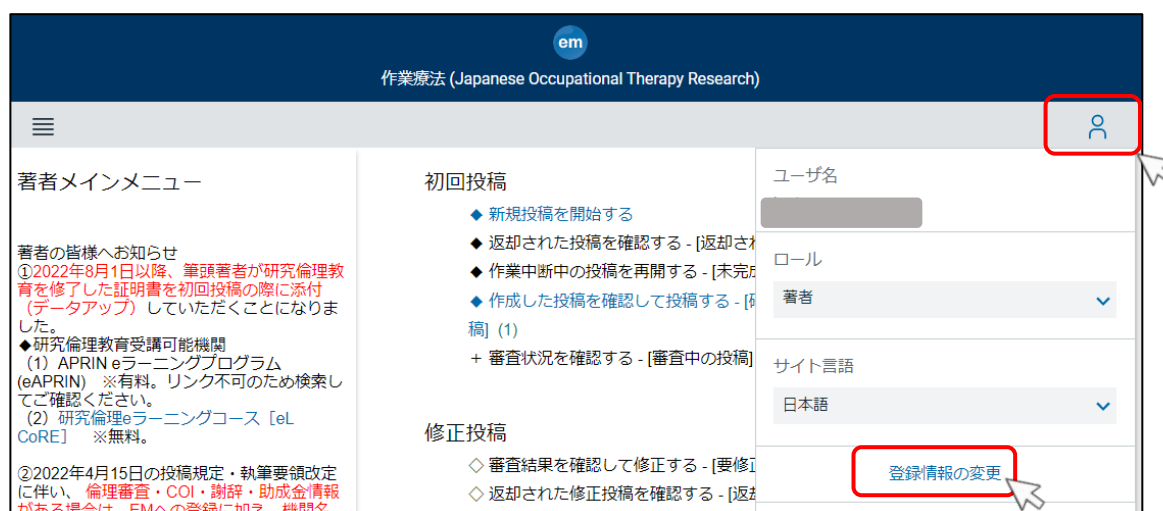 em
作業療法 (Japanese Occupational Therapy Research)
著者メインメニュー
著者の皆様へお知らせ
①2022年8月1日以降、筆頭著者が研究倫理教
育を修了した証明書を初回投稿の際に添付
（データアップ）していただくことになりま
した。
◆研究倫理教育受講可能機関
（1）APRIN eラーニングプログラム
(eAPRIN)　※有料。リンク不可のため検索し
てご確認ください。
（2）研究倫理eラーニングコース［eL
CoRE］　※無料。
②2022年4月15日の投稿規定・執筆要領改定
に伴い、倫理審査・COI・謝辞・助成金情報
がある場合は、EMへの登録に加え、機関名
初回投稿
◆ 新規投稿を開始する
◆ 返却された投稿を確認する - [返却され
◆ 作業中断中の投稿を再開する - [未完成
◆ 作成した投稿を確認して投稿する - [確
稿] (1)
+ 審査状況を確認する - [審査中の投稿]
修正投稿
◇ 審査結果を確認して修正する - [要修正
◇ 返却された修正投稿を確認する - [返却
ユーザ名
ロール
著者
サイト言語
日本語
登録情報の変更